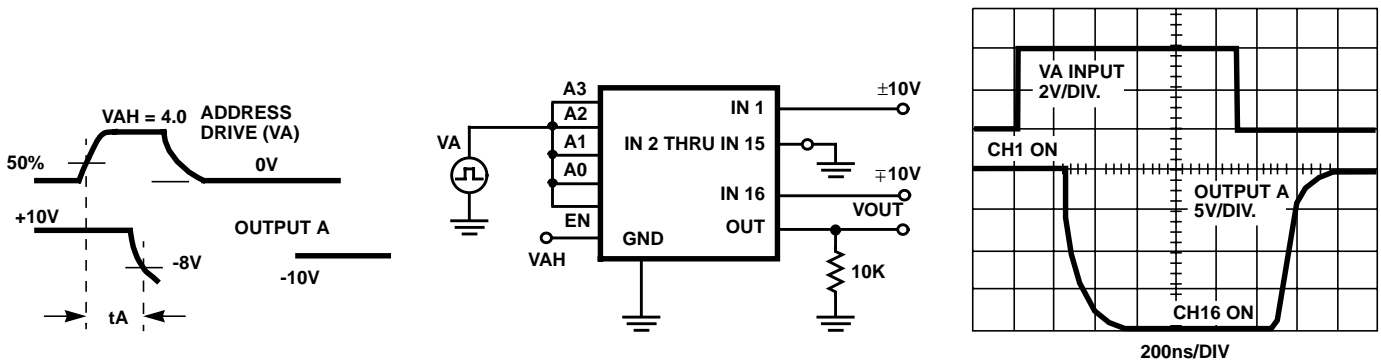 VAH = 4.0
ADDRESS
DRIVE (VA)
50%
0V
+10V
OUTPUT A
-8V
-10V
tA
VA
A3
A2
A1
A0
EN
VAH
GND
IN 1
IN 2 THRU IN 15
IN 16
OUT
±10V
∓10V
VOUT
10K
VA INPUT
2V/DIV.
CH1 ON
OUTPUT A
5V/DIV.
CH16 ON
200ns/DIV